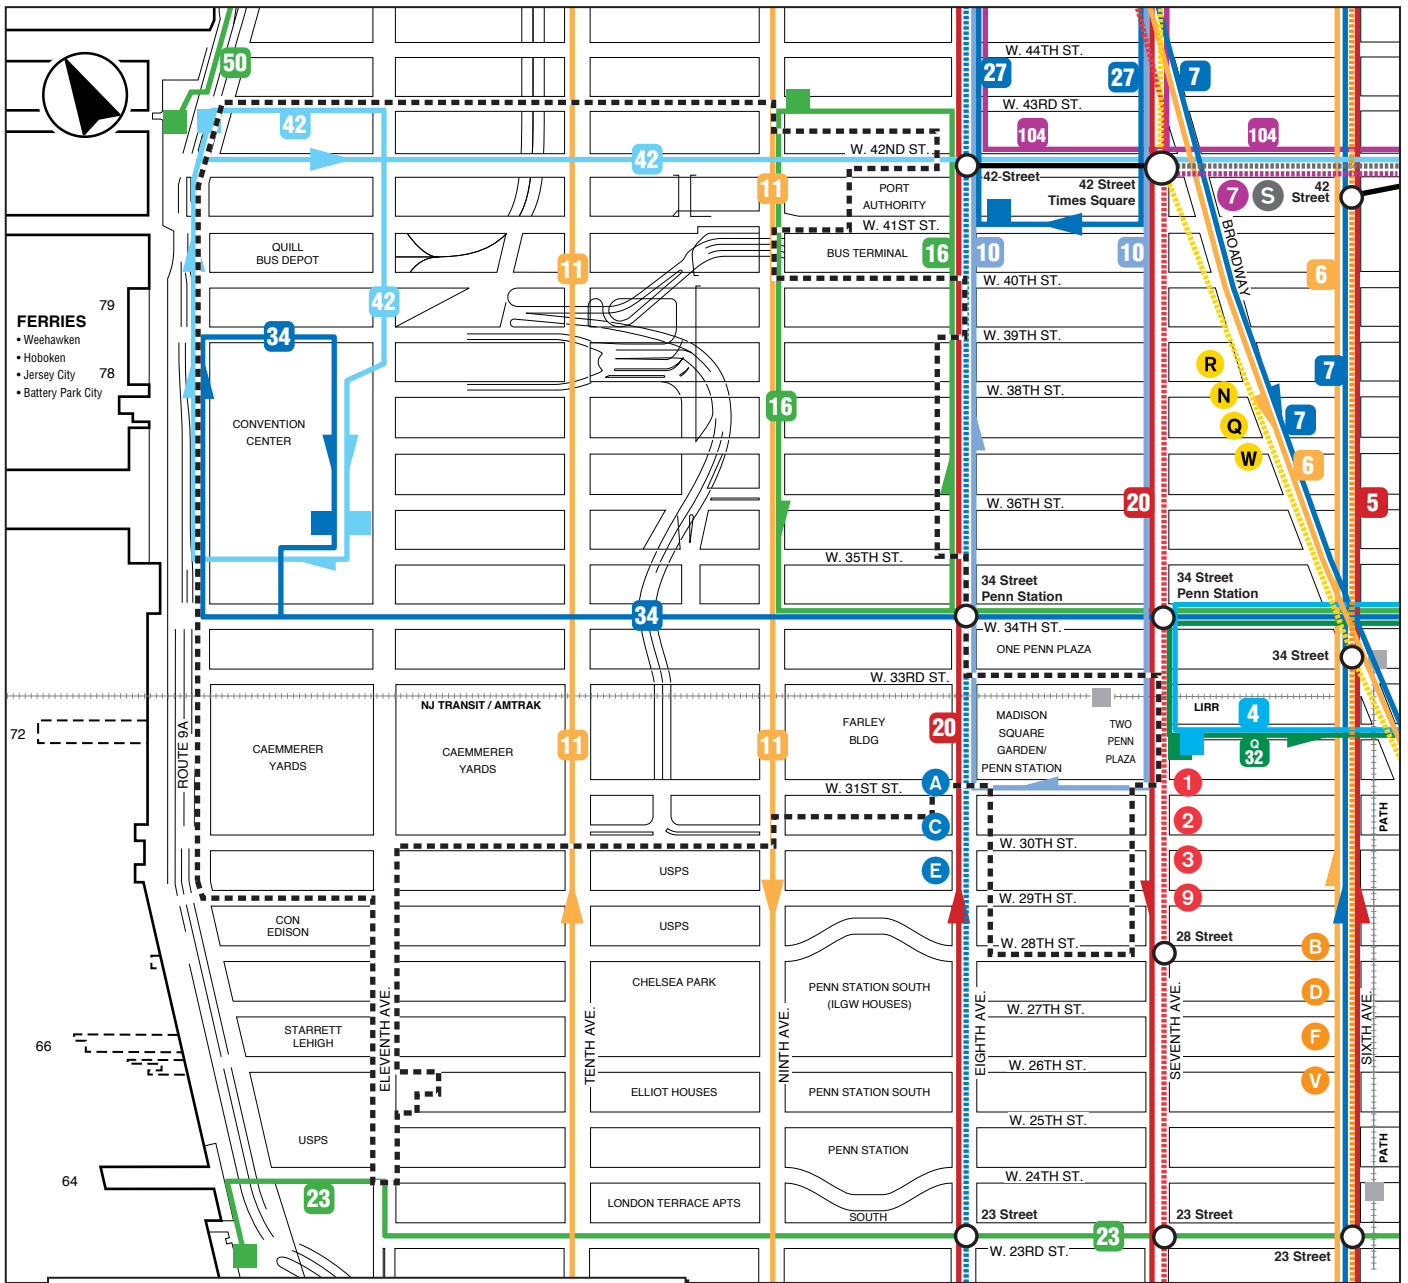 50
W. 44TH ST.
27
27
7
42
W. 43RD ST.
104
104
W. 42ND ST.
42
42-Street
42 Street
Times Square
7
S
42
Street
11
PORT
AUTHORITY
W. 41ST ST.
BROADWAY
QUILL
BUS DEPOT
BUS TERMINAL
16
10
10
11
6
W. 40TH ST.
42
79
FERRIES
• Weehawken
• Hoboken
• Jersey City
• Battery Park City
78
34
W. 39TH ST.
R
7
W. 38TH ST.
N
16
Q
7
CONVENTION
CENTER
W
6
W. 36TH ST.
20
5
W. 35TH ST.
34 Street
Penn Station
34 Street
Penn Station
34
W. 34TH ST.
ONE PENN PLAZA
34 Street
W. 33RD ST.
NJ TRANSIT / AMTRAK
LIRR
4
72
ROUTE 9A
CAEMMERER
YARDS
CAEMMERER
YARDS
11
11
FARLEY
BLDG
20
MADISON
SQUARE
GARDEN/
PENN STATION
TWO
PENN
PLAZA
Q
32
W. 31ST ST.
A
1
C
2
PATH
W. 30TH ST.
USPS
E
3
W. 29TH ST.
9
CON
EDISON
USPS
W. 28TH ST.
28 Street
B
CHELSEA PARK
PENN STATION SOUTH
(ILGW HOUSES)
D
W. 27TH ST.
STARRETT
LEHIGH
66
ELEVENTH AVE.
TENTH AVE.
NINTH AVE.
EIGHTH AVE.
SEVENTH AVE.
SIXTH AVE.
F
W. 26TH ST.
V
ELLIOT HOUSES
PENN STATION SOUTH
W. 25TH ST.
USPS
PENN STATION
PATH
W. 24TH ST.
64
23
LONDON TERRACE APTS
SOUTH
23 Street
23 Street
23
W. 23RD ST.
23 Street